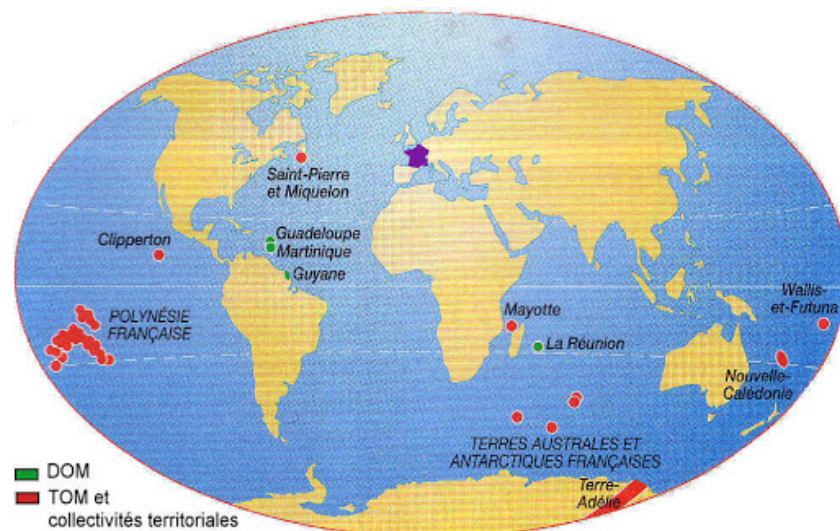 Saint-Pierre
et Miquelon
Clipperton
Guadeloupe
Martinique
Guyane
POLYNÉSIE
FRANÇAISE
Mayotte
La Réunion
Wallis-
et-Futuna
Nouvelle-
Calédonie
TERRES AUSTRALES ET
ANTARCTIQUES FRANÇAISES
Terre-
Adélie
DOM
TOM et
collectivités territoriales